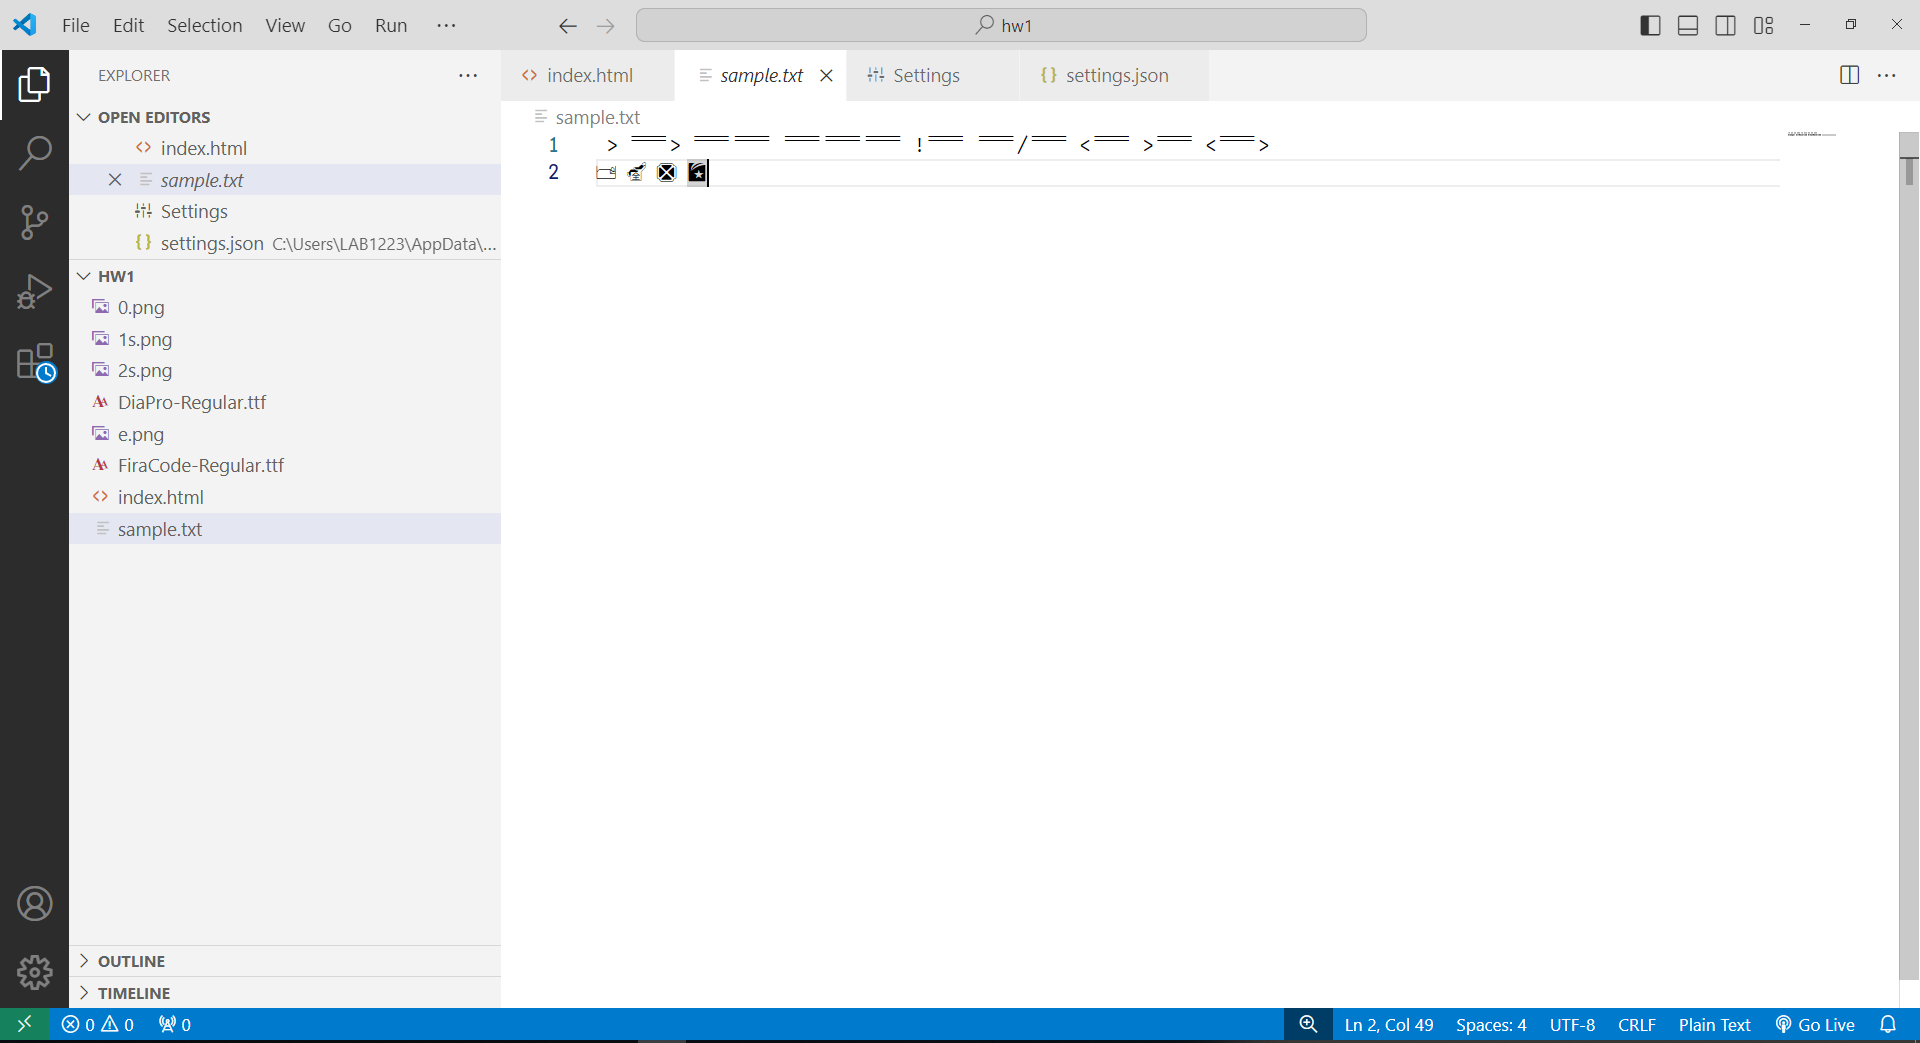 File Edit Selection View Go Run ··· hw1
EXPLORER ···
OPEN EDITORS
index.html
sample.txt
Settings
settings.json C:\Users\LAB1223\AppData\...
HW1
0.png
1s.png
2s.png
DiaPro-Regular.ttf
e.png
FiraCode-Regular.ttf
index.html
sample.txt
OUTLINE
TIMELINE
index.html sample.txt Settings settings.json
sample.txt
1
2
0 0 0 Ln 2, Col 49 Spaces: 4 UTF-8 CRLF Plain Text Go Live